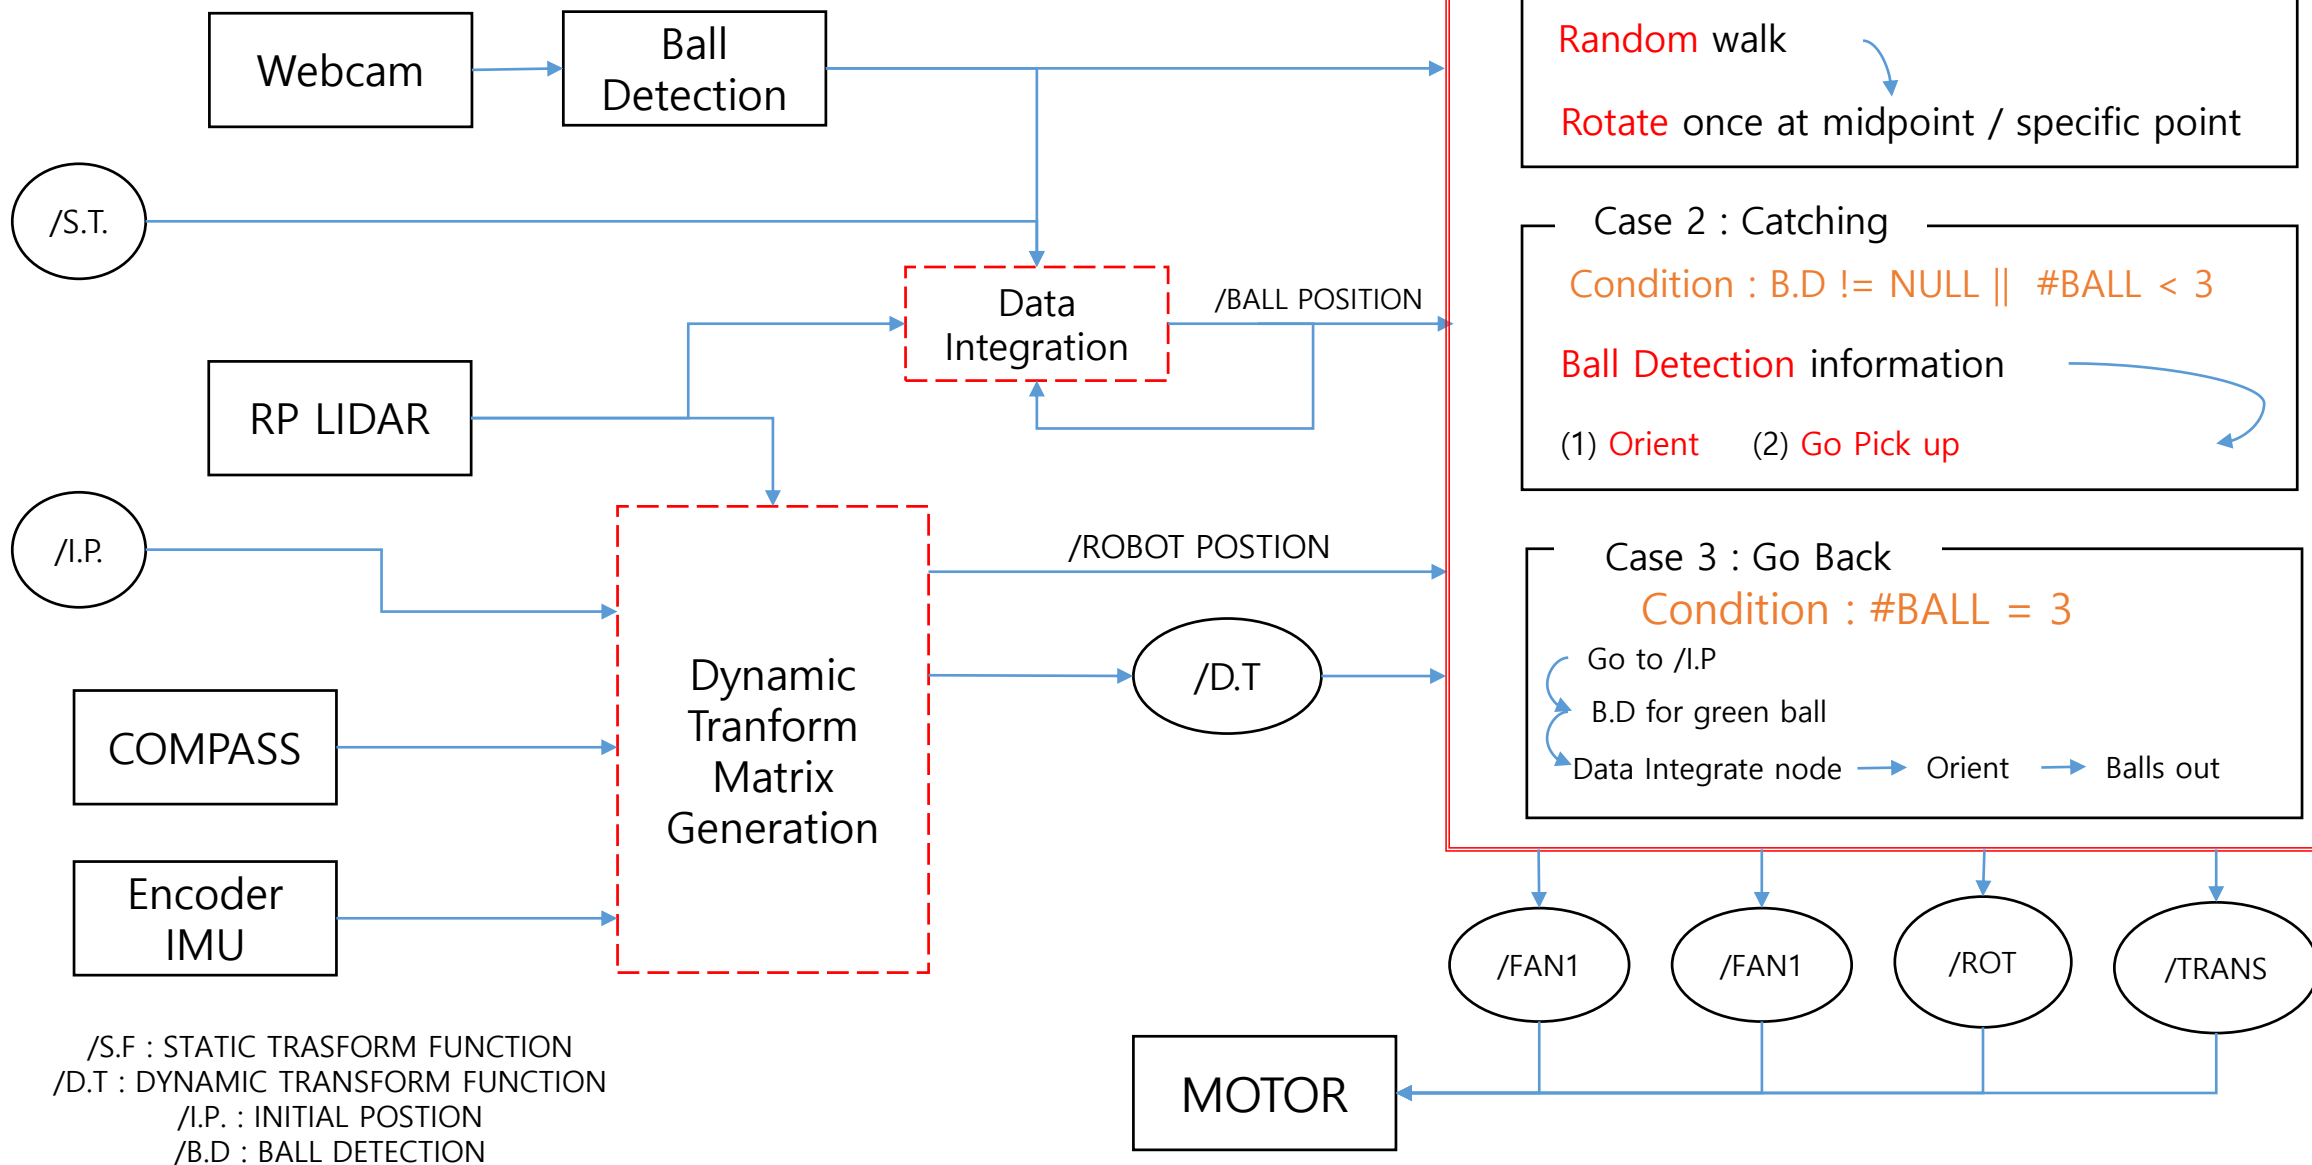 Webcam
Ball
Detection
Random walk
Rotate once at midpoint / specific point
/S.T.
Case 2 : Catching
Condition : B.D != NULL || #BALL < 3
Data
Integration
/BALL POSITION
Ball Detection information
RP LIDAR
(1) Orient (2) Go Pick up
/I.P.
/ROBOT POSTION
Case 3 : Go Back
Condition : #BALL = 3
Go to /I.P
B.D for green ball
Data Integrate node
Orient
Balls out
Dynamic
Tranform
Matrix
Generation
/D.T
COMPASS
Encoder
IMU
/FAN1
/FAN1
/ROT
/TRANS
/S.F : STATIC TRASFORM FUNCTION
/D.T : DYNAMIC TRANSFORM FUNCTION
/I.P. : INITIAL POSTION
/B.D : BALL DETECTION
MOTOR